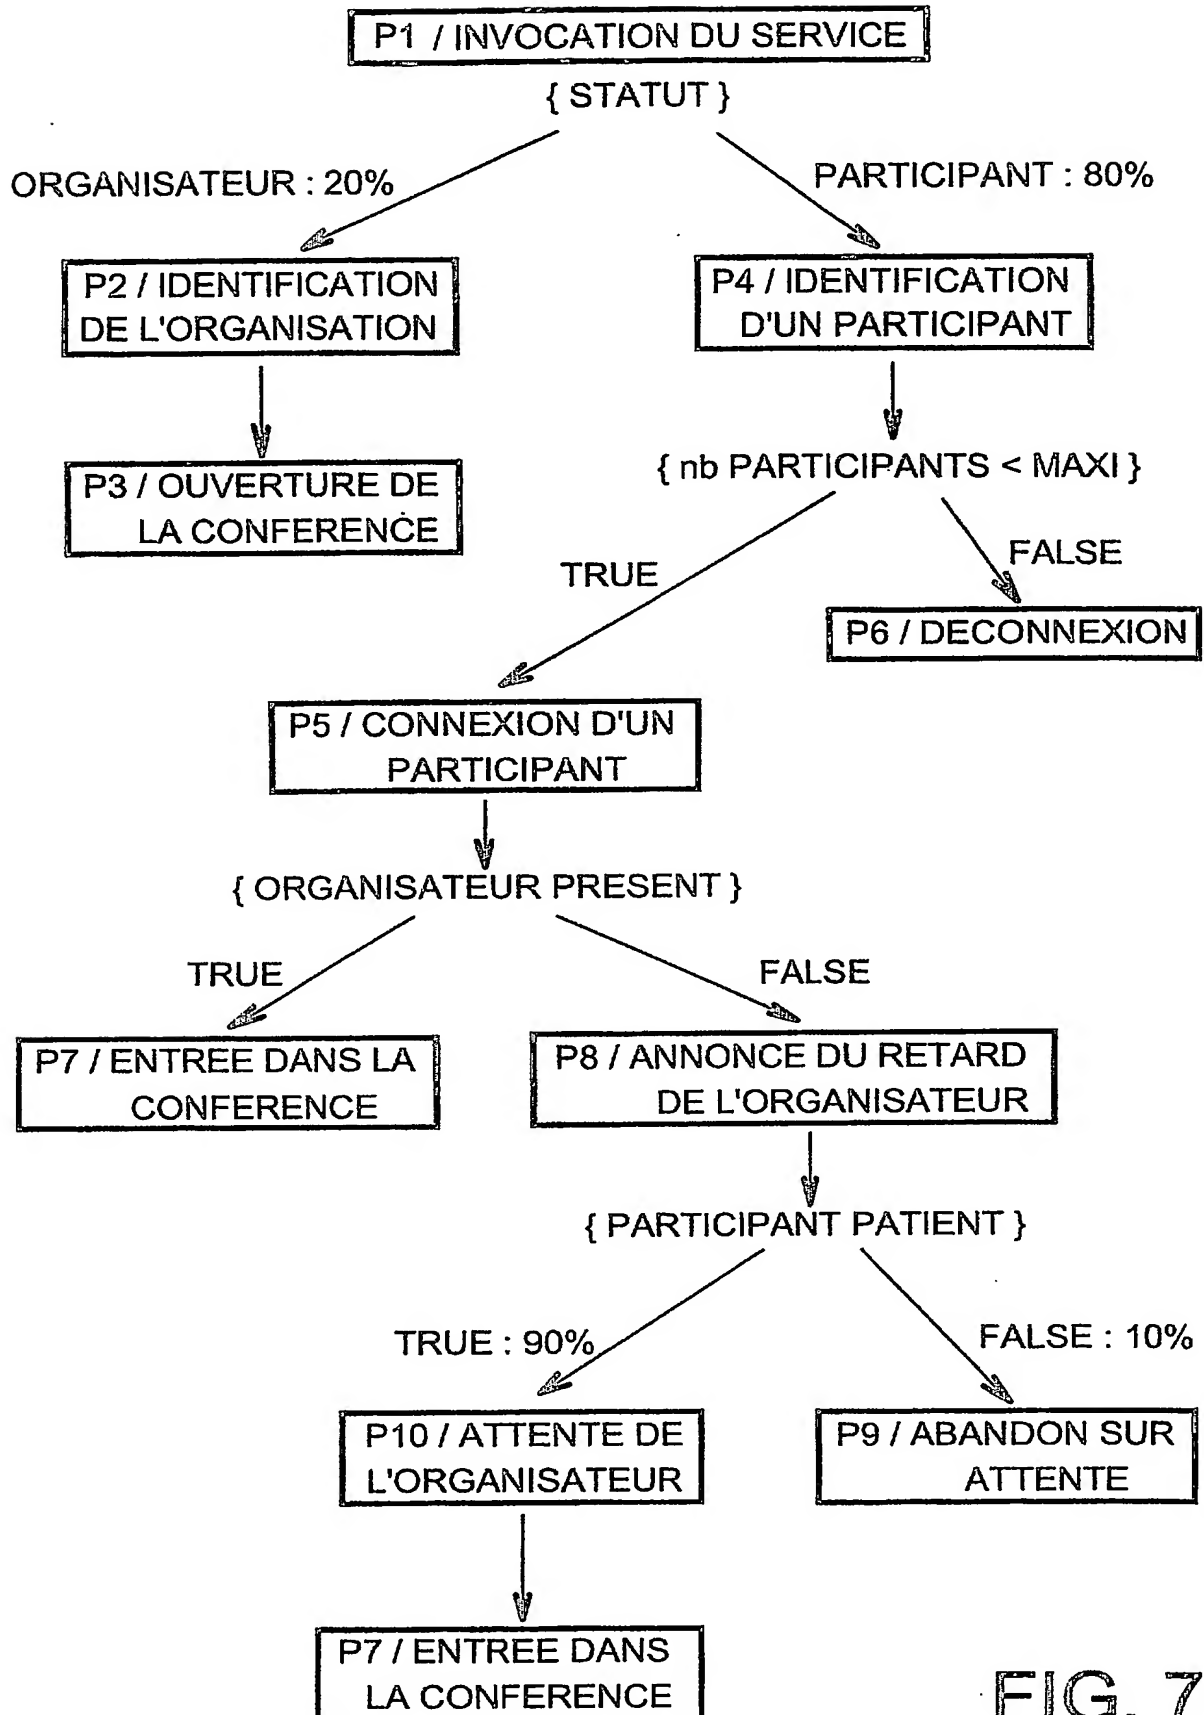 P1 / INVOCATION DU SERVICE
{ STATUT }
ORGANISATEUR : 20%
PARTICIPANT : 80%
P2 / IDENTIFICATION
DE L'ORGANISATION
P4 / IDENTIFICATION
D'UN PARTICIPANT
P3 / OUVERTURE DE
LA CONFERENCE
{ nb PARTICIPANTS < MAXI }
TRUE
FALSE
P6 / DECONNEXION
P5 / CONNEXION D'UN
PARTICIPANT
{ ORGANISATEUR PRESENT }
TRUE
FALSE
P7 / ENTREE DANS LA
CONFERENCE
P8 / ANNONCE DU RETARD
DE L'ORGANISATEUR
{ PARTICIPANT PATIENT }
TRUE : 90%
FALSE : 10%
P10 / ATTENTE DE
L'ORGANISATEUR
P9 / ABANDON SUR
ATTENTE
P7 / ENTREE DANS
LA CONFERENCE
FIG. 7